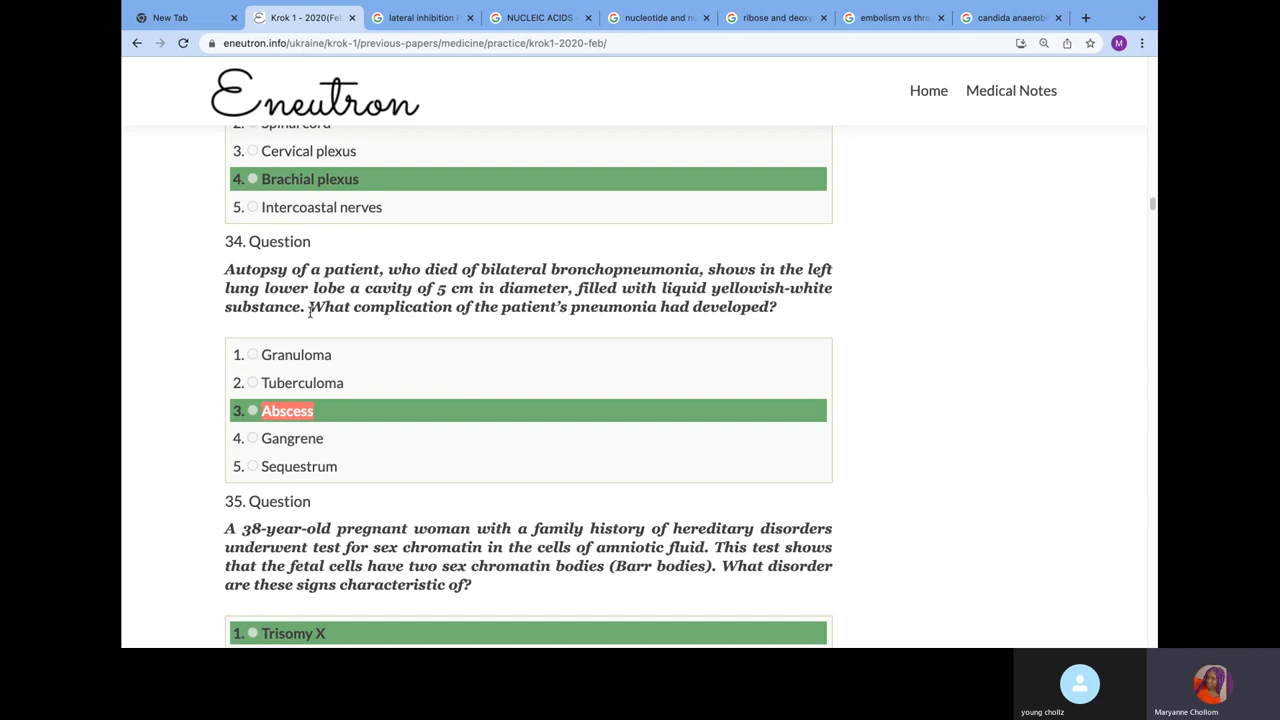 New Tab
Krok 1 - 2020(Fe
lateral inhibition
NUCLEIC ACIDS
nucleotide and nu
ribose and deoxy
embolism vs thro
candida anaerobi
eneutron.info/ukraine/krok-1/previous-papers/medicine/practice/krok1-2020-feb/
M
Eneutron
Home
Medical Notes
2. Spinal cord
3. Cervical plexus
4. Brachial plexus
5. Intercoastal nerves
34. Question
Autopsy of a patient, who died of bilateral bronchopneumonia, shows in the left
lung lower lobe a cavity of 5 cm in diameter, filled with liquid yellowish-white
substance. What complication of the patient's pneumonia had developed?
1. Granuloma
2. Tuberculoma
3. Abscess
4. Gangrene
5. Sequestrum
35. Question
A 38-year-old pregnant woman with a family history of hereditary disorders
underwent test for sex chromatin in the cells of amniotic fluid. This test shows
that the fetal cells have two sex chromatin bodies (Barr bodies). What disorder
are these signs characteristic of?
1. Trisomy X
young chollz
Maryanne Chollom